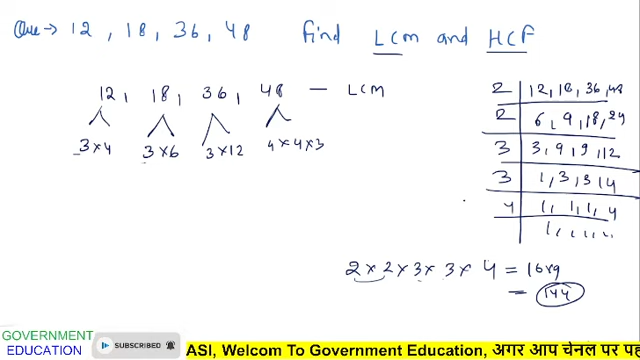 Que → 12, 18, 36, 48 find LCm and HCF
12, 18, 36, 48 — LCM
3×4 3×6 3×12 4×4×3
2 | 12, 18, 36, 48
2 | 6, 9, 18, 24
3 | 3, 9, 9, 12
3 | 1, 3, 3, 4
4 | 1, 1, 1, 4
1, , , ,
2×2×3×3×4 = 16×9
= 144
GOVERNMENT
EDUCATION
SUBSCRIBED
ASI, Welcom To Government Education, अगर आप चेनल पर पह